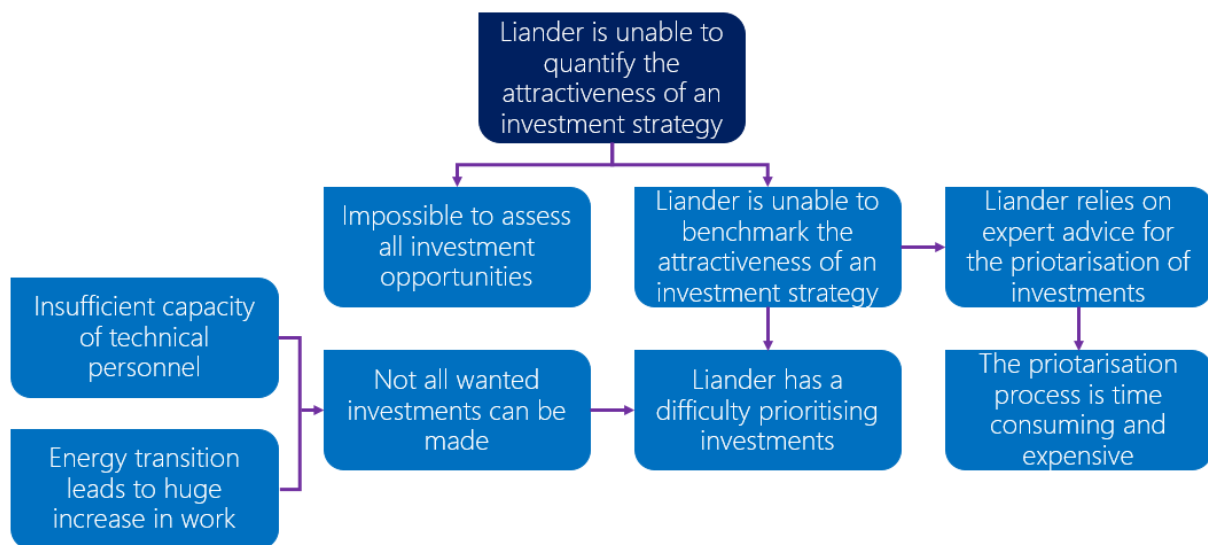 Liander is unable to
quantify the
attractiveness of an
investment strategy
Impossible to assess
all investment
opportunities
Liander is unable to
benchmark the
attractiveness of an
investment strategy
Liander relies on
expert advice for
the priotarisation of
investments
Insufficient capacity
of technical
personnel
Not all wanted
investments can be
made
Liander has a
difficulty prioritising
investments
The priotarisation
process is time
consuming and
expensive
Energy transition
leads to huge
increase in work